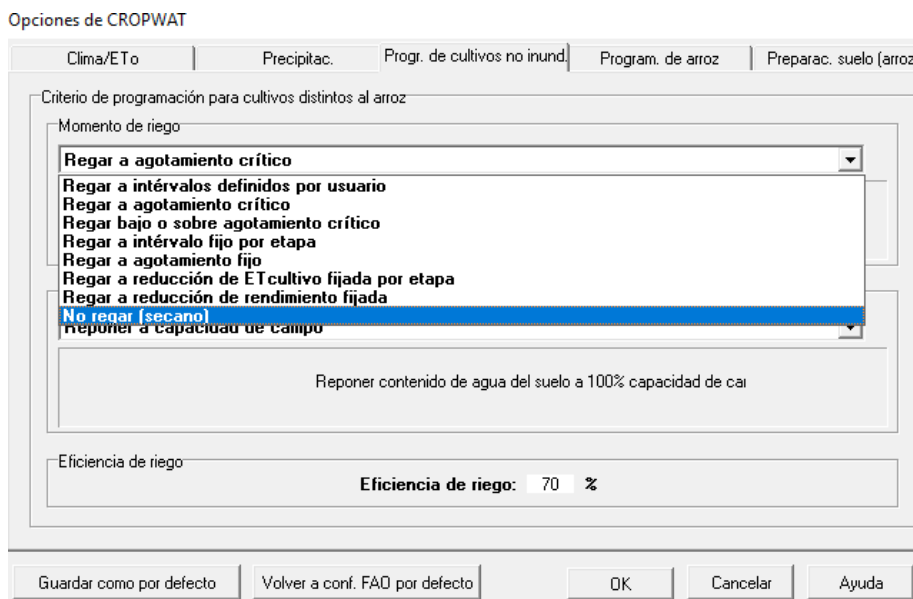 Opciones de CROPWAT
Clima/ETo
Precipitac.
Progr. de cultivos no inund.
Program. de arroz
Preparac. suelo (arroz
Criterio de programación para cultivos distintos al arroz
Momento de riego
Regar a agotamiento crítico
Regar a intérvalos definidos por usuario
Regar a agotamiento crítico
Regar bajo o sobre agotamiento crítico
Regar a intérvalo fijo por etapa
Regar a agotamiento fijo
Regar a reducción de ETcultivo fijada por etapa
Regar a reducción de rendimiento fijada
No regar (secano)
Reponer a capacidad de campo
Reponer contenido de agua del suelo a 100% capacidad de cai
Eficiencia de riego
Eficiencia de riego: 70 %
Guardar como por defecto
Volver a conf. FAO por defecto
OK
Cancelar
Ayuda